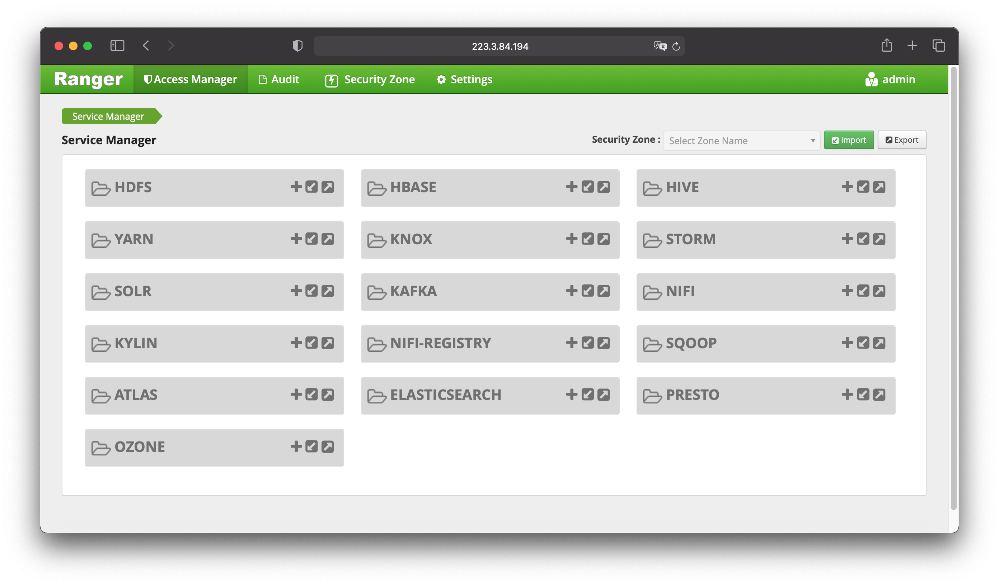 223.3.84.194
Ranger Access Manager Audit Security Zone Settings admin
Service Manager
Service Manager Security Zone : Select Zone Name Import Export
HDFS HBASE HIVE
YARN KNOX STORM
SOLR KAFKA NIFI
KYLIN NIFI-REGISTRY SQOOP
ATLAS ELASTICSEARCH PRESTO
OZONE